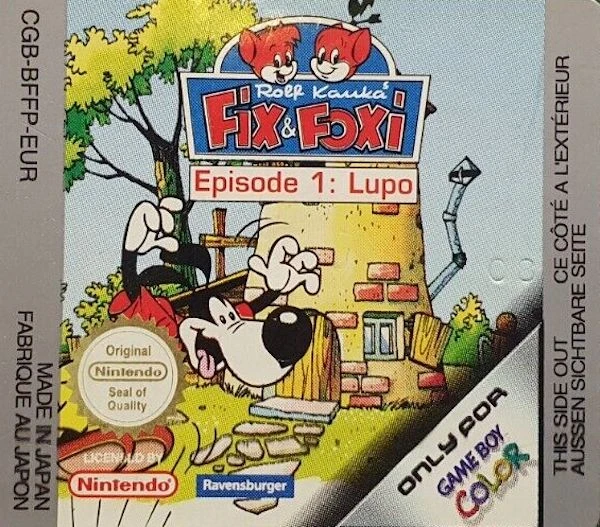 CGB-BFFP-EUR
Rolf Kauka's
FIX & FOXI
Episode 1: Lupo
Original
Nintendo
Seal of
Quality
LICENSED BY
Nintendo
Ravensburger
ONLY FOR
GAME BOY
COLOR
MADE IN JAPAN
FABRIQUE AU JAPON
THIS SIDE OUT CE CÔTÉ A L'EXTÉRIEUR
AUSSEN SICHTBARE SEITE